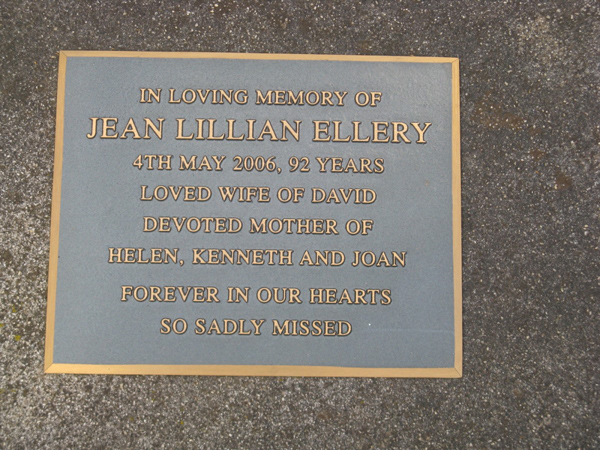 IN LOVING MEMORY OF
JEAN LILLIAN ELLERY
4TH MAY 2006, 92 YEARS
LOVED WIFE OF DAVID
DEVOTED MOTHER OF
HELEN, KENNETH AND JOAN
FOREVER IN OUR HEARTS
SO SADLY MISSED